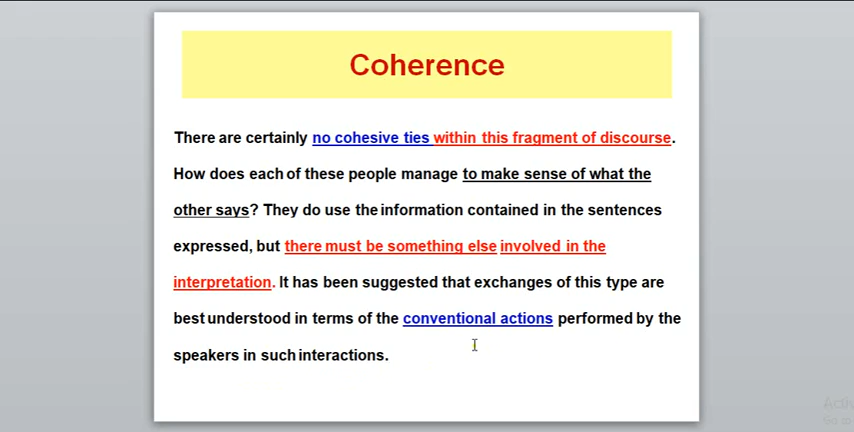 Coherence
There are certainly no cohesive ties within this fragment of discourse.
How does each of these people manage to make sense of what the
other says? They do use the information contained in the sentences
expressed, but there must be something else involved in the
interpretation. It has been suggested that exchanges of this type are
best understood in terms of the conventional actions performed by the
speakers in such interactions.